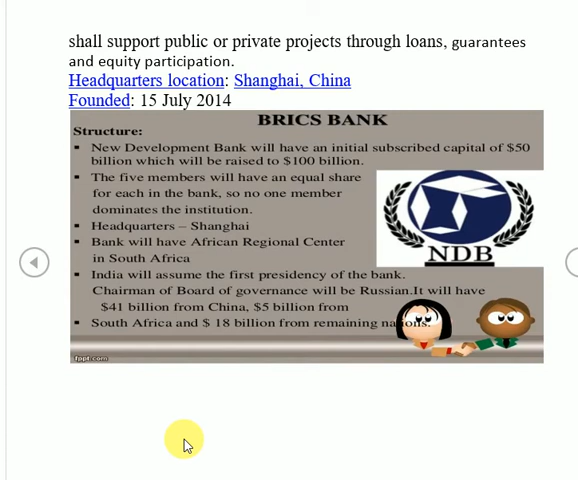 shall support public or private projects through loans, guarantees
and equity participation.
Headquarters location: Shanghai, China
Founded: 15 July 2014
BRICS BANK
Structure:
▪ New Development Bank will have an initial subscribed capital of $50
billion which will be raised to $100 billion.
▪ The five members will have an equal share
for each in the bank, so no one member
dominates the institution.
▪ Headquarters – Shanghai
▪ Bank will have African Regional Center
in South Africa
NDB
▪ India will assume the first presidency of the bank.
Chairman of Board of governance will be Russian.It will have
$41 billion from China, $5 billion from
▪ South Africa and $ 18 billion from remaining nations.
fppt.com